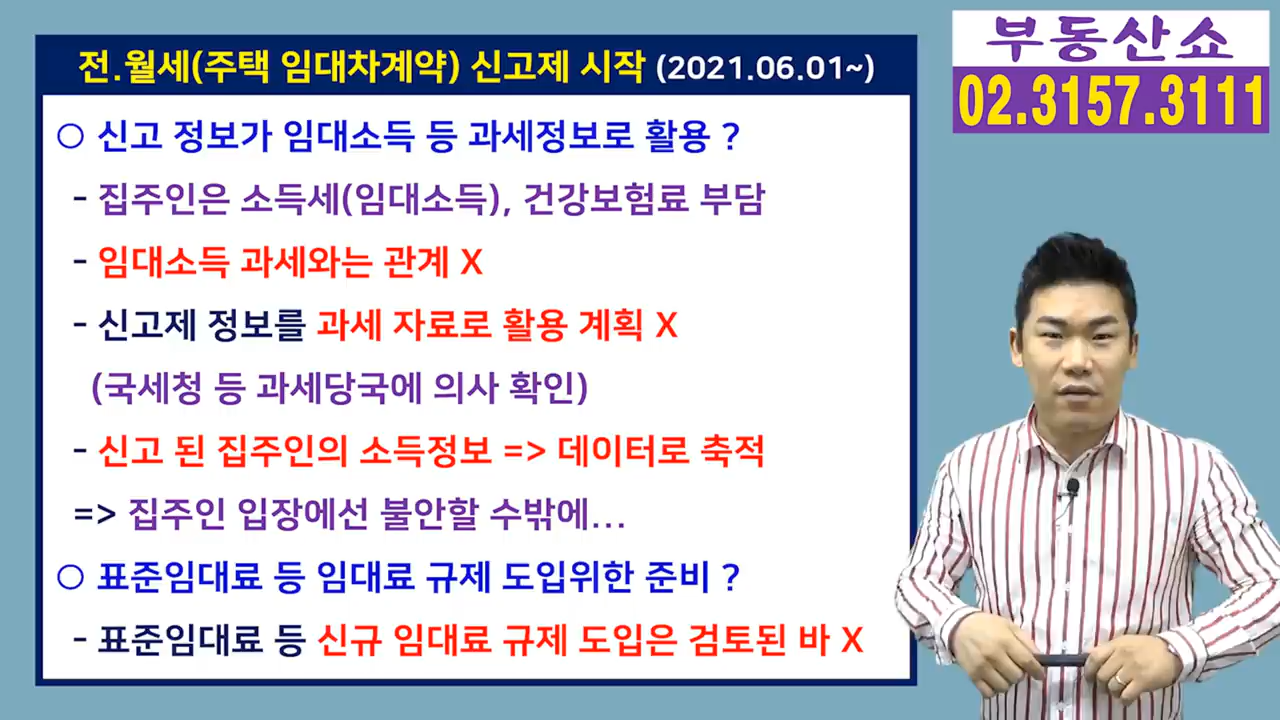 전.월세(주택 임대차계약) 신고제 시작 (2021.06.01~)
부동산쇼
02.3157.3111
○ 신고 정보가 임대소득 등 과세정보로 활용 ?
- 집주인은 소득세(임대소득), 건강보험료 부담
- 임대소득 과세와는 관계 X
- 신고제 정보를 과세 자료로 활용 계획 X
(국세청 등 과세당국에 의사 확인)
- 신고 된 집주인의 소득정보 => 데이터로 축적
=> 집주인 입장에선 불안할 수밖에...
○ 표준임대료 등 임대료 규제 도입위한 준비 ?
- 표준임대료 등 신규 임대료 규제 도입은 검토된 바 X